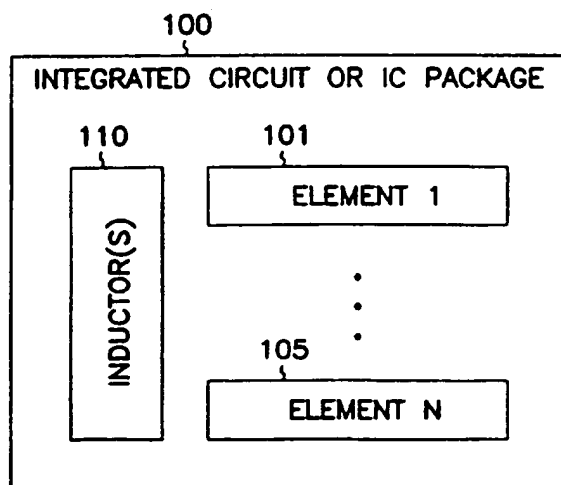 100
INTEGRATED CIRCUIT OR IC PACKAGE
110
101
INDUCTOR(S)
ELEMENT 1
105
ELEMENT N